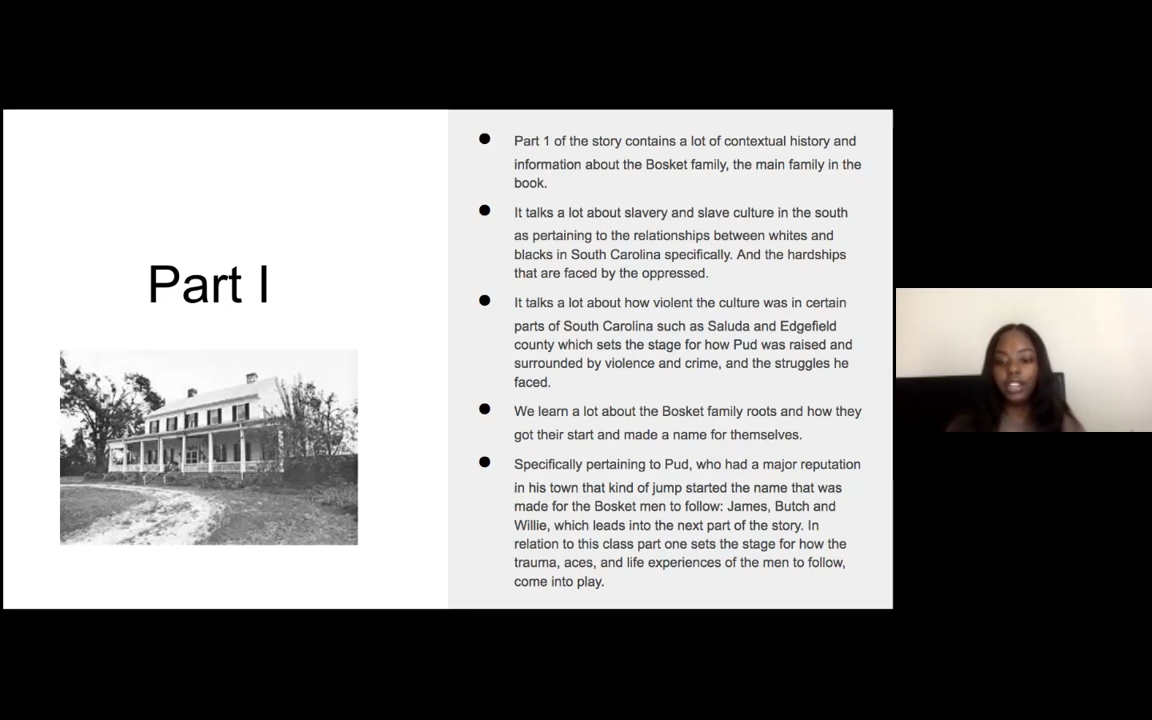 Part I
Part 1 of the story contains a lot of contextual history and
information about the Bosket family, the main family in the
book.
It talks a lot about slavery and slave culture in the south
as pertaining to the relationships between whites and
blacks in South Carolina specifically. And the hardships
that are faced by the oppressed.
It talks a lot about how violent the culture was in certain
parts of South Carolina such as Saluda and Edgefield
county which sets the stage for how Pud was raised and
surrounded by violence and crime, and the struggles he
faced.
We learn a lot about the Bosket family roots and how they
got their start and made a name for themselves.
Specifically pertaining to Pud, who had a major reputation
in his town that kind of jump started the name that was
made for the Bosket men to follow: James, Butch and
Willie, which leads into the next part of the story. In
relation to this class part one sets the stage for how the
trauma, aces, and life experiences of the men to follow,
come into play.